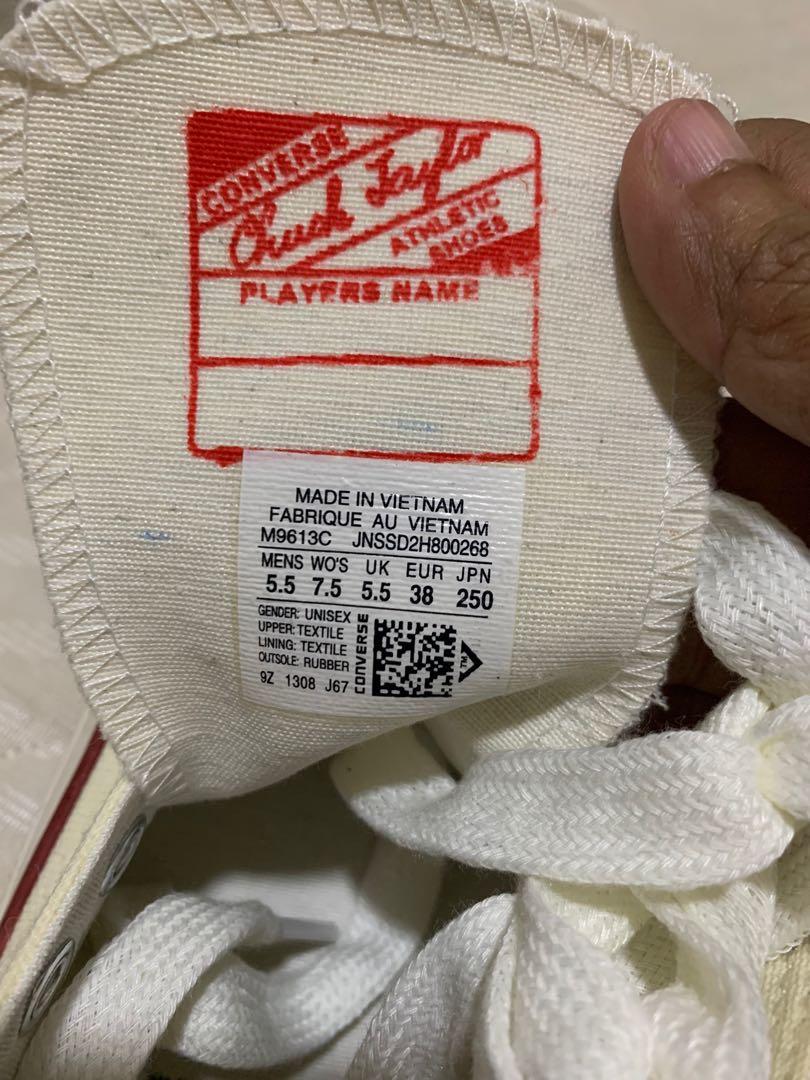 CONVERSE
Chuck Taylor
ATHLETIC
SHOES
PLAYERS NAME
MADE IN VIETNAM
FABRIQUE AU VIETNAM
M9613C JNSSD2H800268
MENS WO'S UK EUR JPN
5.5 7.5 5.5 38 250
GENDER: UNISEX
UPPER: TEXTILE
LINING: TEXTILE
OUTSOLE: RUBBER
9Z 1308 J67
CONVERSE
TM